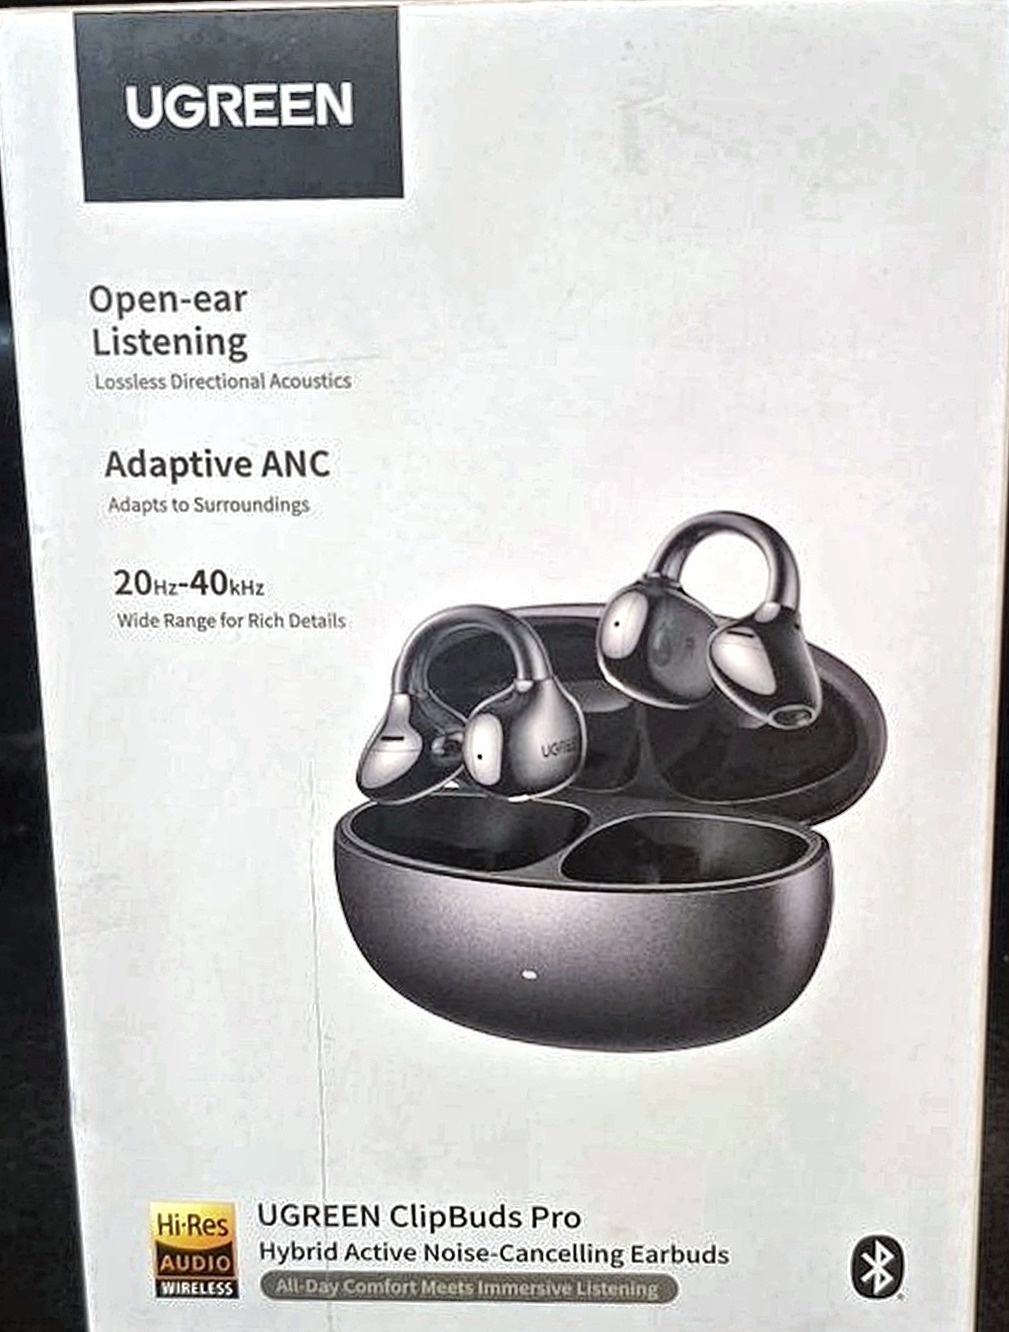 UGREEN
Open-ear
Listening
Lossless Directional Acoustics
Adaptive ANC
Adapts to Surroundings
20Hz-40kHz
Wide Range for Rich Details
UGREEN
Hi-Res
AUDIO
WIRELESS
UGREEN ClipBuds Pro
Hybrid Active Noise-Cancelling Earbuds
All-Day Comfort Meets Immersive Listening